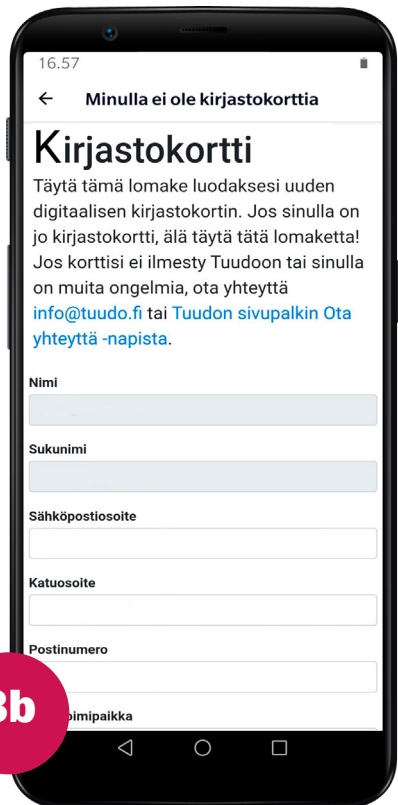 16.57
Minulla ei ole kirjastokorttia
Kirjastokortti
Täytä tämä lomake luodaksesi uuden
digitaalisen kirjastokortin. Jos sinulla on
jo kirjastokortti, älä täytä tätä lomaketta!
Jos korttisi ei ilmesty Tuudoon tai sinulla
on muita ongelmia, ota yhteyttä
info@tuudo.fi tai Tuudon sivupalkin Ota
yhteyttä -napista.
Nimi
Sukunimi
Sähköpostiosoite
Katuosoite
Postinumero